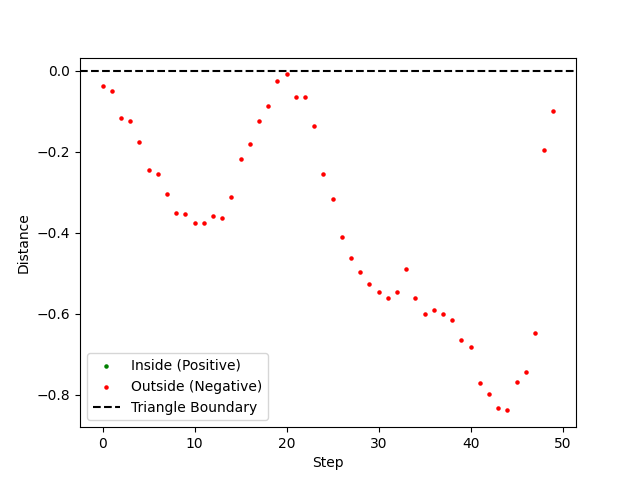 0.0
−0.2
−0.4
−0.6
−0.8
Distance
Inside (Positive)
Outside (Negative)
Triangle Boundary
0
10
20
30
40
50
Step